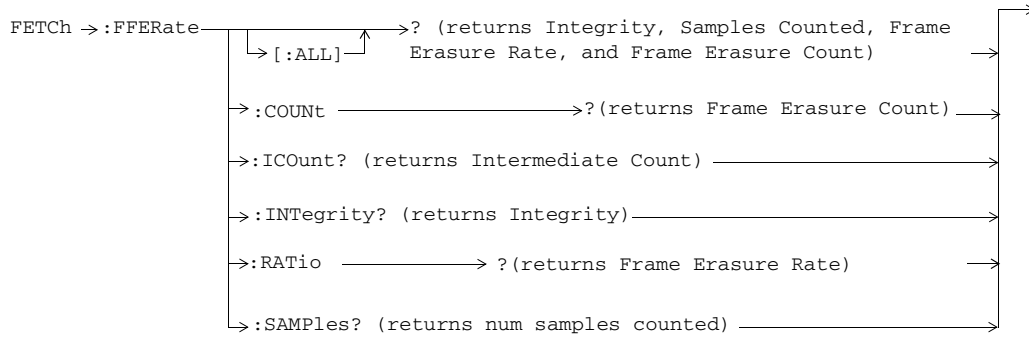 FETCh :FFERate ? (returns Integrity, Samples Counted, Frame
[:ALL] Erasure Rate, and Frame Erasure Count)
:COUNt ?(returns Frame Erasure Count)
:ICOunt? (returns Intermediate Count)
:INTegrity? (returns Integrity)
:RATio ?(returns Frame Erasure Rate)
:SAMPles? (returns num samples counted)